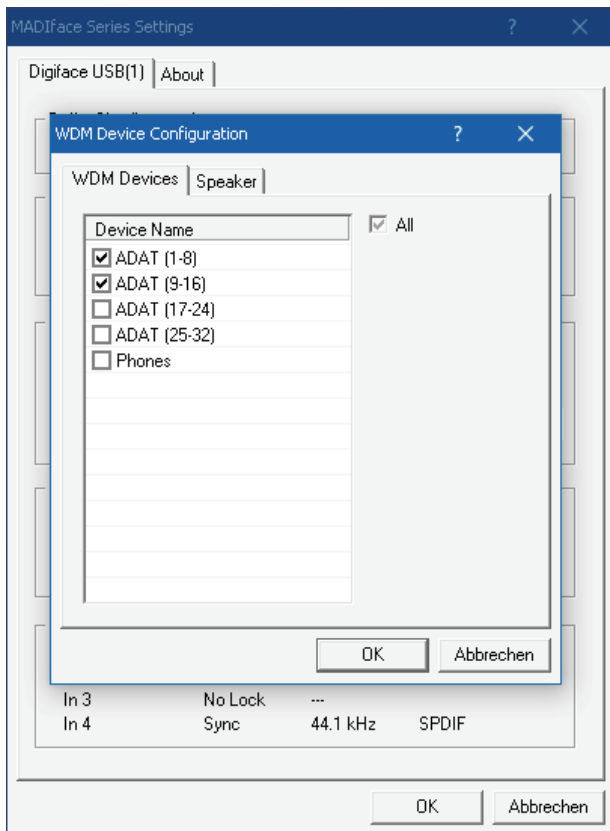 MADIface Series Settings
Digiface USB(1) About
WDM Device Configuration
WDM Devices Speaker
Device Name All
ADAT (1-8)
ADAT (9-16)
ADAT (17-24)
ADAT (25-32)
Phones
OK Abbrechen
In 3 No Lock ---
In 4 Sync 44.1 kHz SPDIF
OK Abbrechen